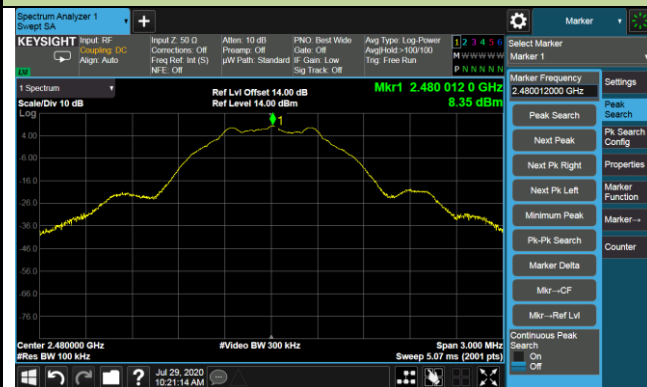 Spectrum Analyzer 1
Swept SA
KEYSIGHT
Input: RF
Coupling: DC
Align: Auto
Input Z: 50 Ω
Corrections: Off
Freq Ref: Int (S)
NFE: Off
Atten: 10 dB
Preamp: Off
µW Path: Standard
PNO: Best Wide
Gate: Off
IF Gain: Low
Sig Track: Off
Avg Type: Log-Power
Avg|Hold:>100/100
Trig: Free Run
1 2 3 4 5 6
M W W W W W
P N N N N N
1 Spectrum
Scale/Div 10 dB
Log
Ref Lvl Offset 14.00 dB
Ref Level 14.00 dBm
Mkr1 2.480 012 0 GHz
8.35 dBm
1
4.00
-6.00
-16.0
-26.0
-36.0
-46.0
-56.0
-66.0
-76.0
Center 2.480000 GHz
#Res BW 100 kHz
#Video BW 300 kHz
Span 3.000 MHz
Sweep 5.07 ms (2001 pts)
Jul 29, 2020
10:21:14 AM
?
Marker
Select Marker
Marker 1
Marker Frequency
2.480012000 GHz
Peak Search
Next Peak
Next Pk Right
Next Pk Left
Minimum Peak
Pk-Pk Search
Marker Delta
Mkr→CF
Mkr→Ref Lvl
Continuous Peak
Search
On
Off
Settings
Peak
Search
Pk Search
Config
Properties
Marker
Function
Marker→
Counter